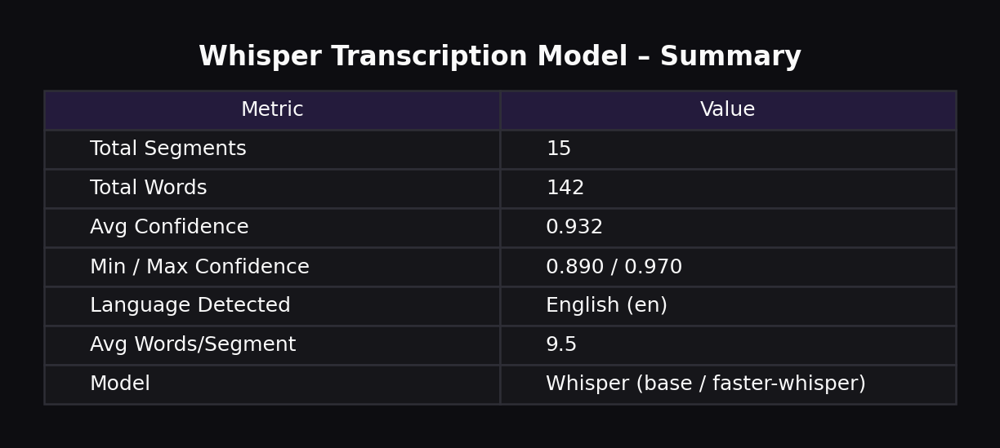 Whisper Transcription Model – Summary
Metric Value
Total Segments 15
Total Words 142
Avg Confidence 0.932
Min / Max Confidence 0.890 / 0.970
Language Detected English (en)
Avg Words/Segment 9.5
Model Whisper (base / faster-whisper)